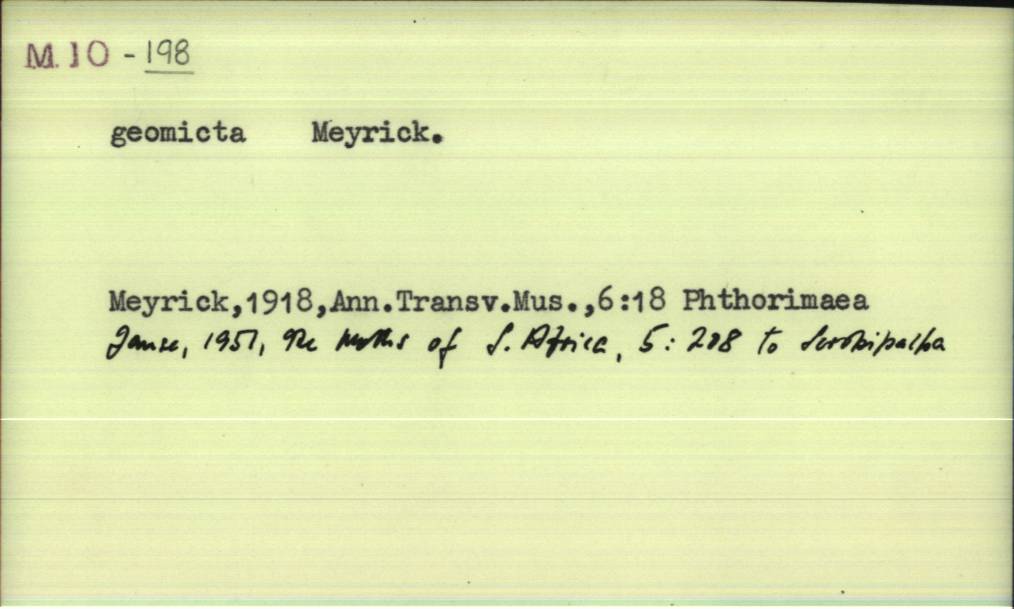 M.10 - 198
geomicta Meyrick.
Meyrick,1918,Ann.Transv.Mus.,6:18 Phthorimaea
Janse, 1951, The Moths of S. Africa, 5: 208 to Scrobipalpa